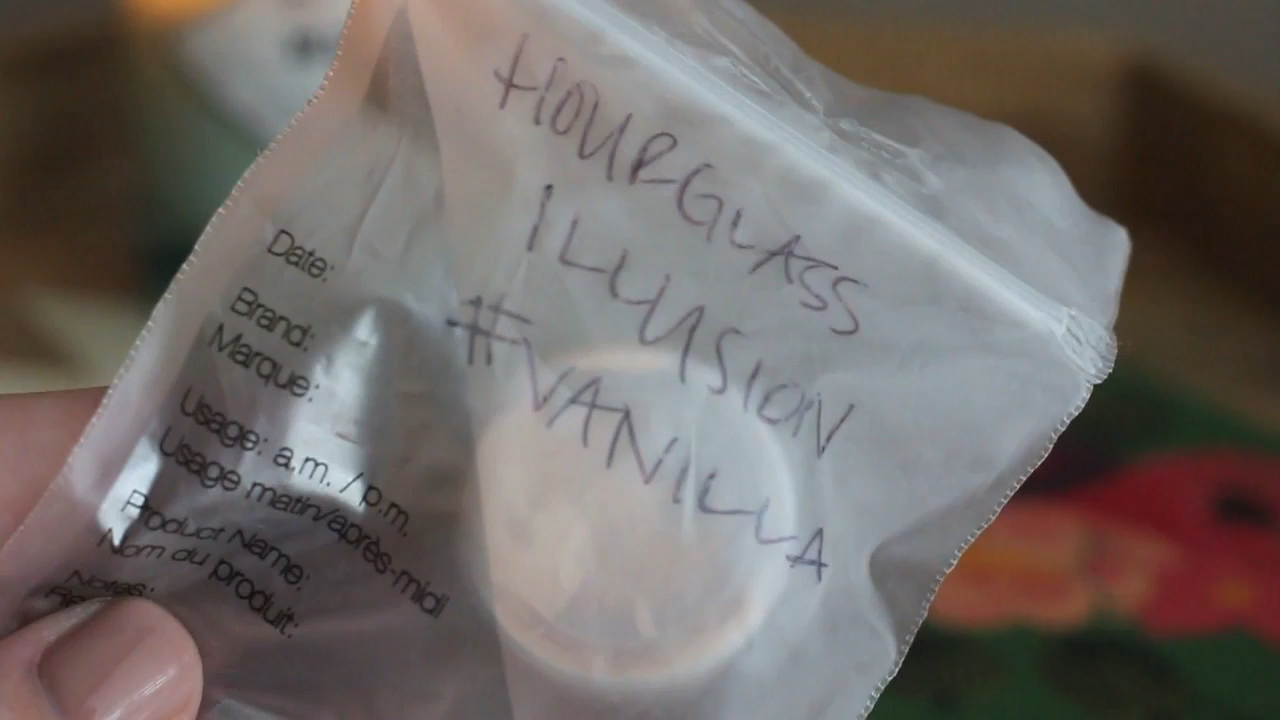 HOURGLASS
ILLUSION
#VANILLA
Date:
Brand:
Marque:
Usage: a.m. / p.m.
Usage matin/après-midi
Product Name:
Nom du produit:
Notes: